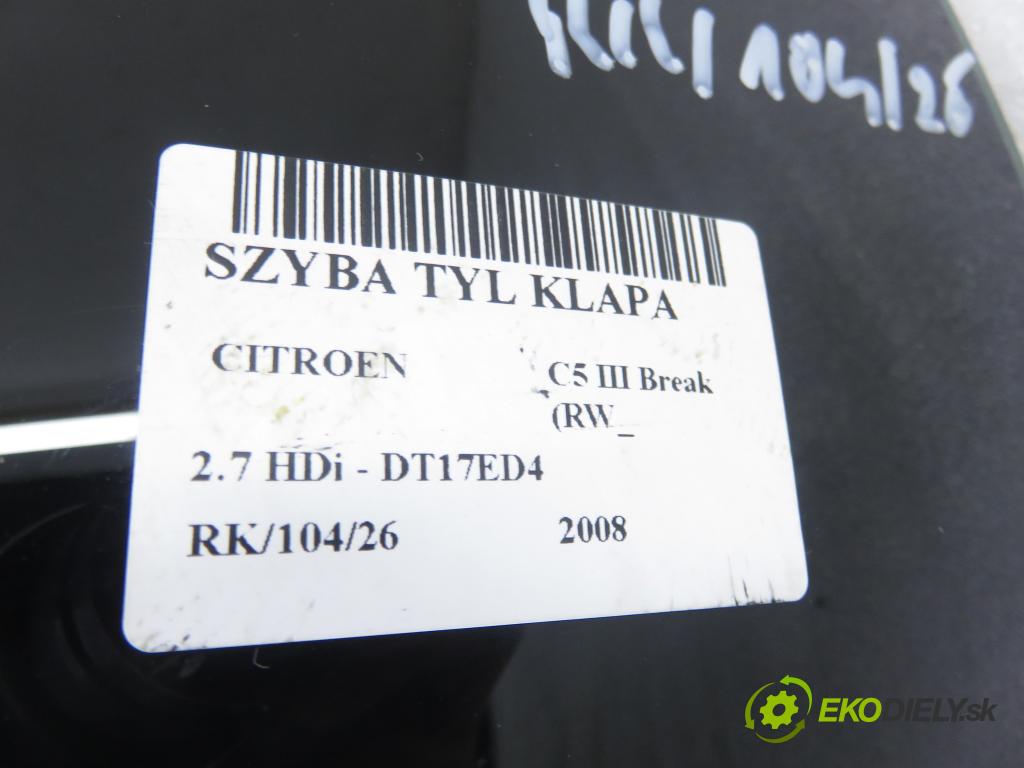 104/26
SZYBA TYL KLAPA
CITROEN C5 III Break
(RW_
2.7 HDi - DT17ED4
RK/104/26 2008
EKODIELY.sk